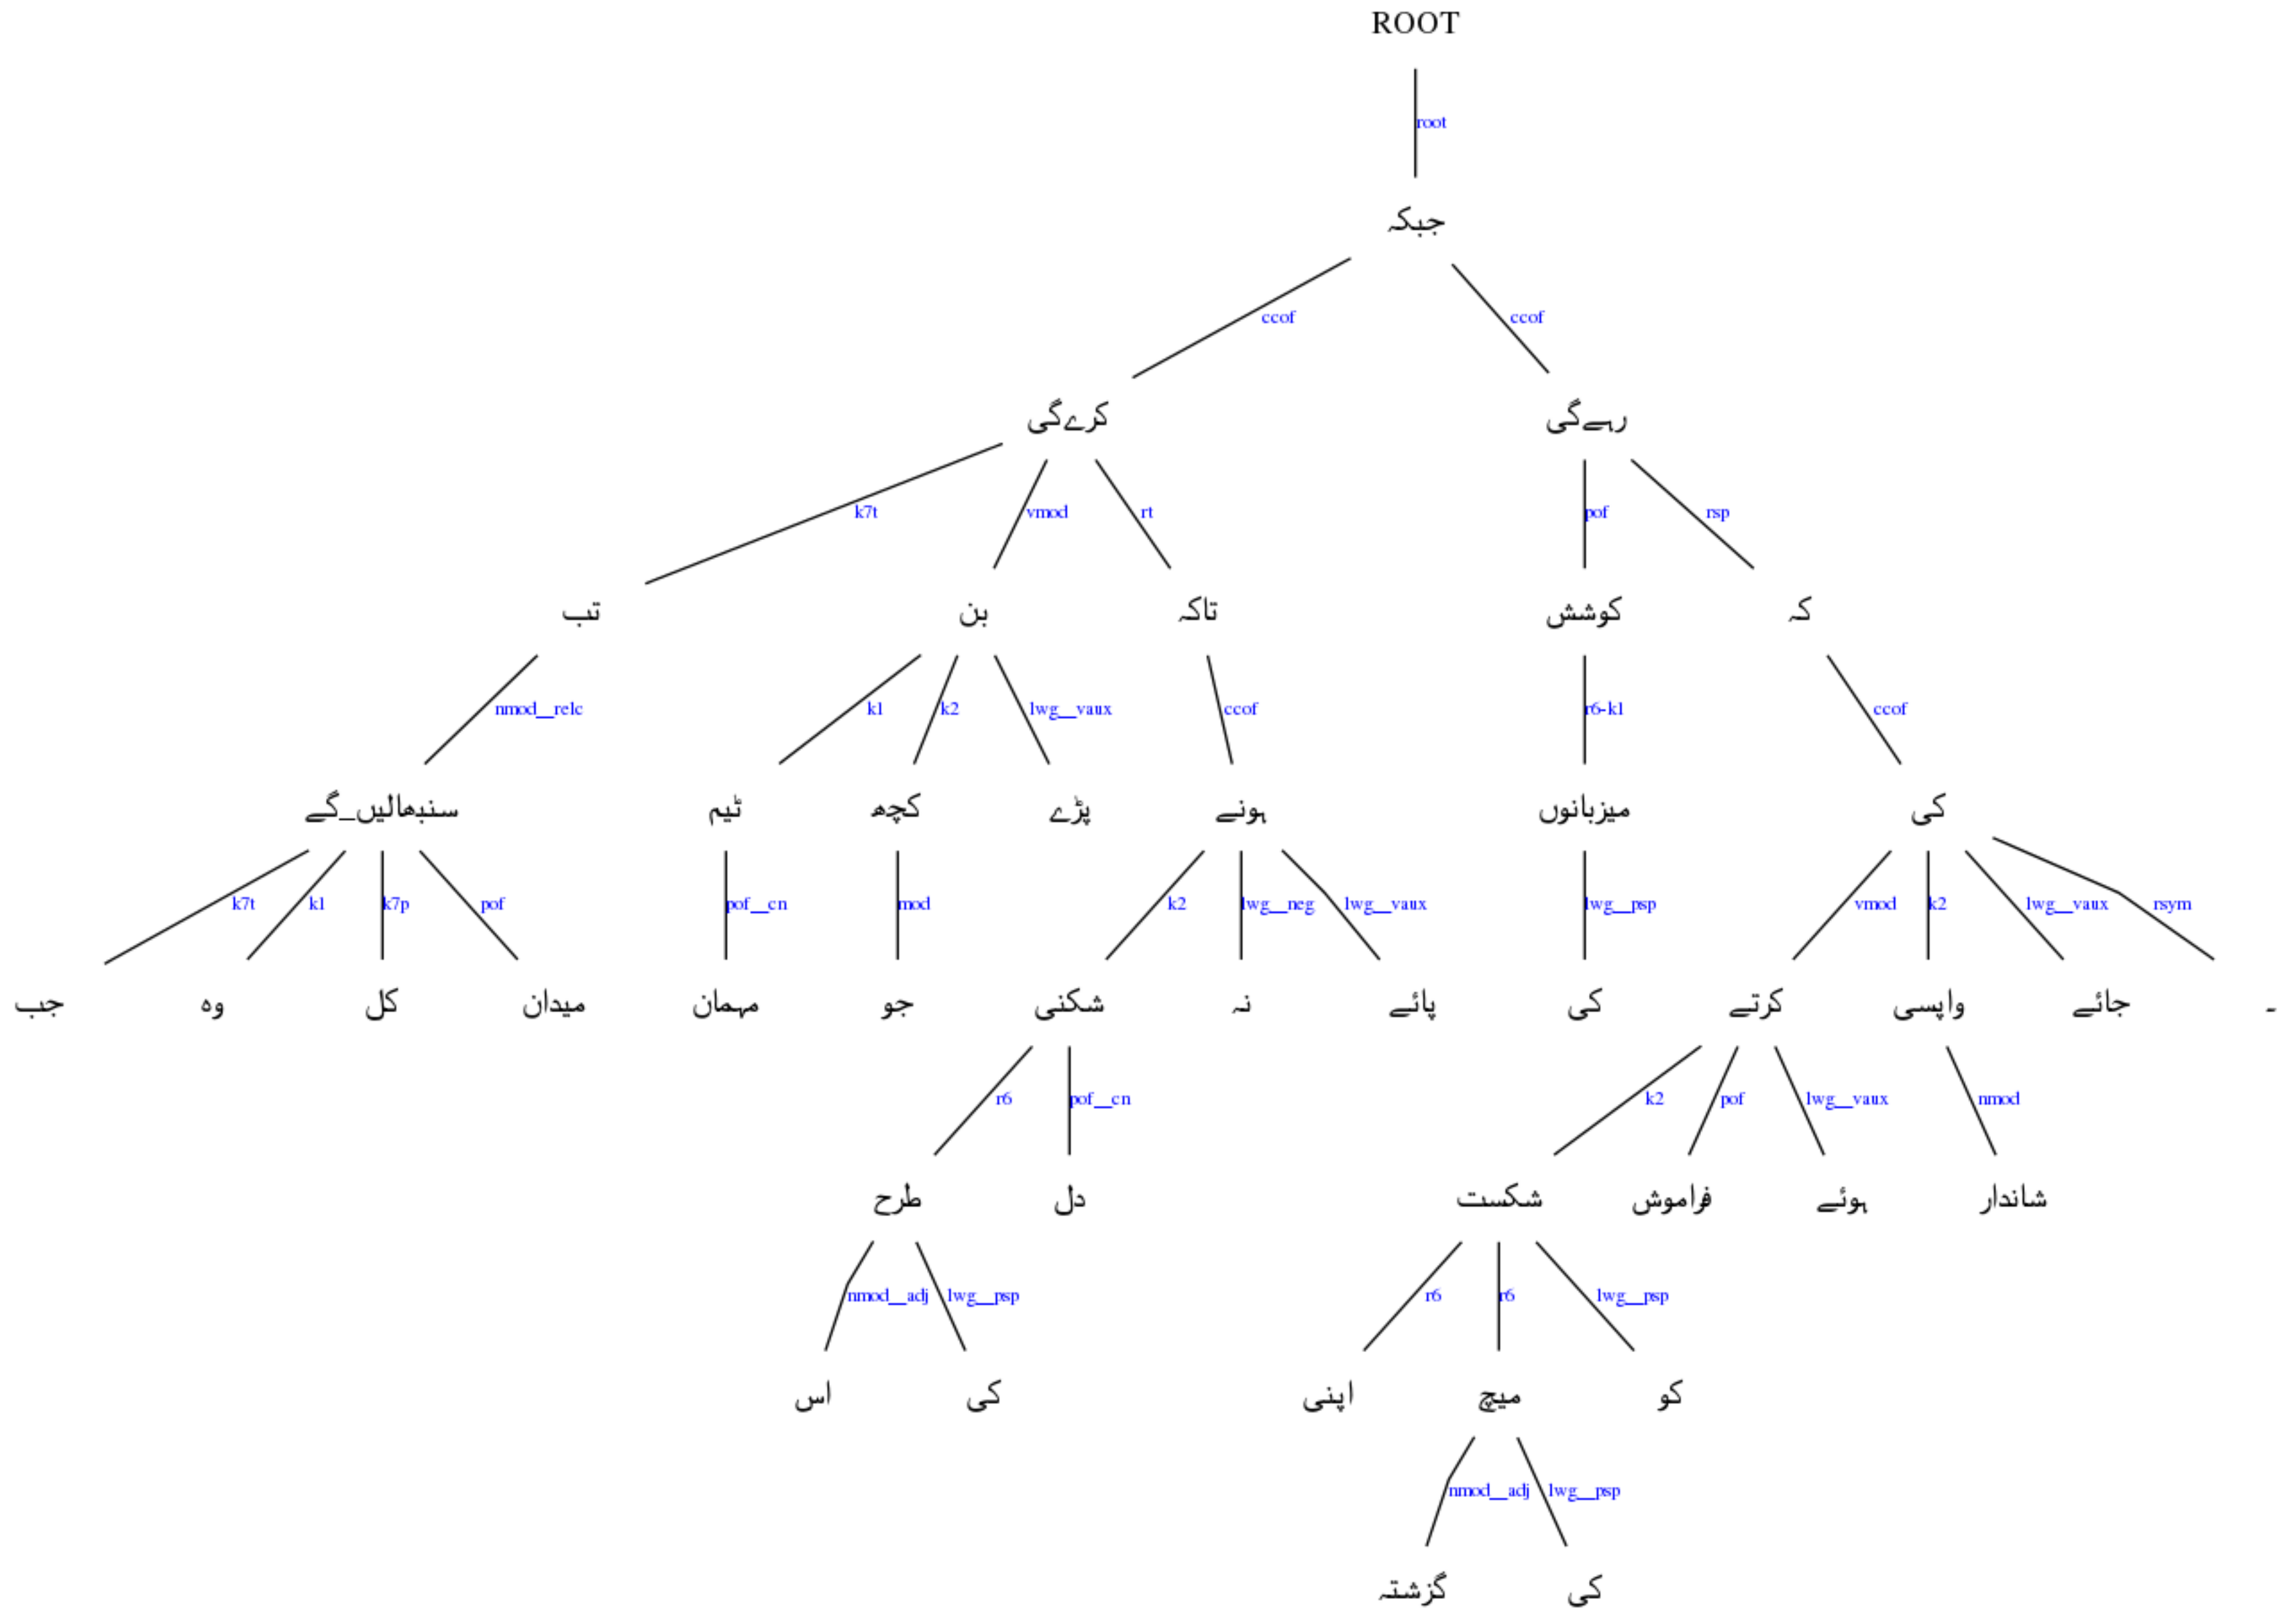 ROOT
root
جبکہ
ccof ccof
کرےگی رہےگی
k7t vmod rt pof rsp
تب بن تاکہ کوشش کہ
nmod__relc k1 k2 lwg__vaux ccof r6-k1 ccof
سنبھالیں_گے ٹیم کچھ پڑے ہونے میزبانوں کی
k7t k1 k7p pof pof__cn mod k2 lwg__neg lwg__vaux lwg__psp vmod k2 lwg__vaux rsym
جب وہ کل میدان مہمان جو شکنی نہ پائے کی کرتے واپسی جائے ۔
r6 pof__cn k2 pof lwg__vaux nmod
طرح دل شکست فراموش ہوئے شاندار
nmod__adj lwg__psp r6 r6 lwg__psp
اس کی اپنی میچ کو
nmod__adj lwg__psp
گزشتہ کی